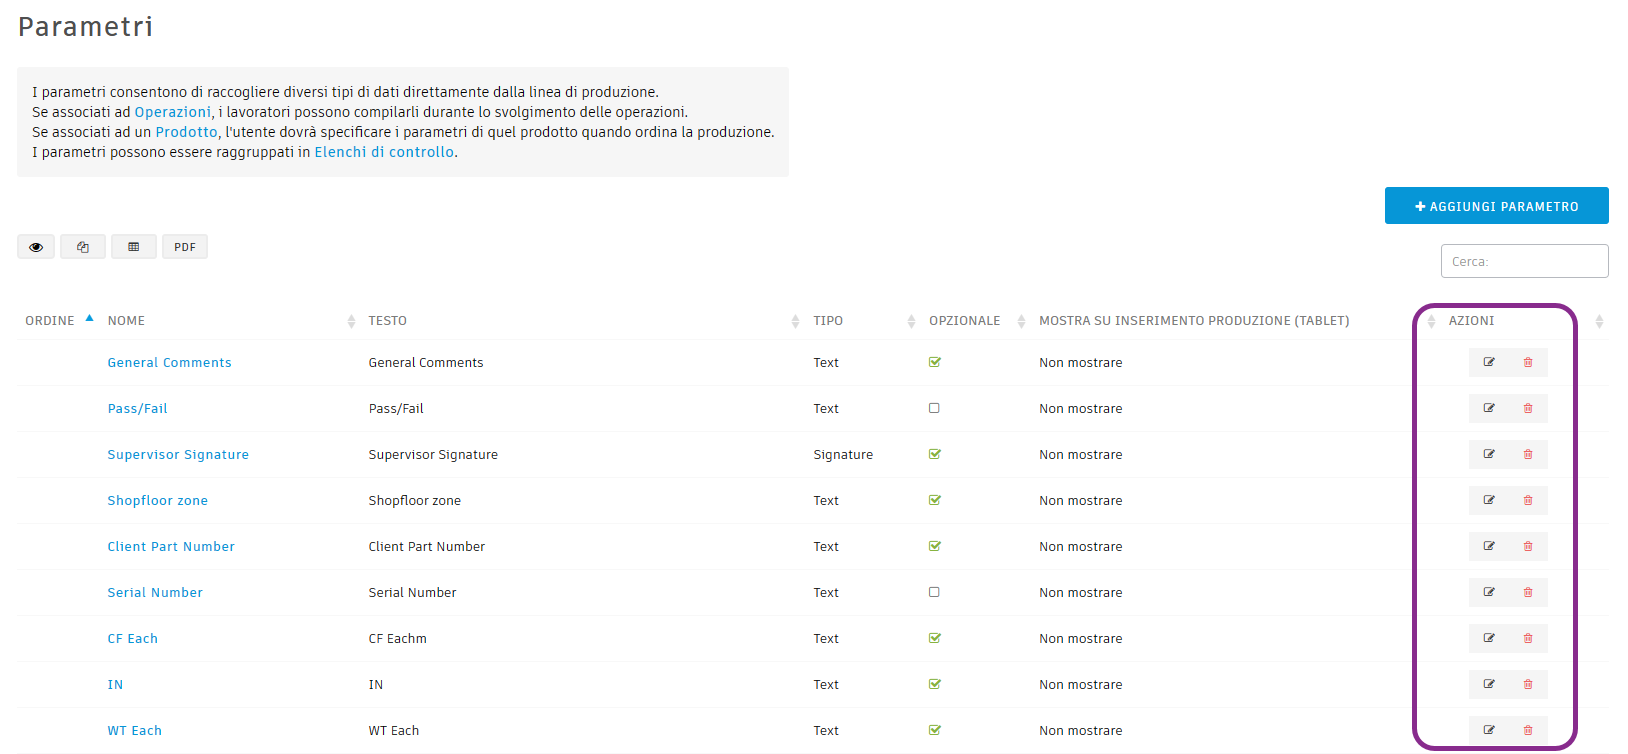 Parametri
I parametri consentono di raccogliere diversi tipi di dati direttamente dalla linea di produzione.
Se associati ad Operazioni, i lavoratori possono compilarli durante lo svolgimento delle operazioni.
Se associati ad un Prodotto, l'utente dovrà specificare i parametri di quel prodotto quando ordina la produzione.
I parametri possono essere raggruppati in Elenchi di controllo.
AGGIUNGI PARAMETRO
PDF
Cerca:
ORDINE NOME TESTO TIPO OPZIONALE MOSTRA SU INSERIMENTO PRODUZIONE (TABLET) AZIONI
General Comments General Comments Text Non mostrare
Pass/Fail Pass/Fail Text Non mostrare
Supervisor Signature Supervisor Signature Signature Non mostrare
Shopfloor zone Shopfloor zone Text Non mostrare
Client Part Number Client Part Number Text Non mostrare
Serial Number Serial Number Text Non mostrare
CF Each CF Eachm Text Non mostrare
IN IN Text Non mostrare
WT Each WT Each Text Non mostrare